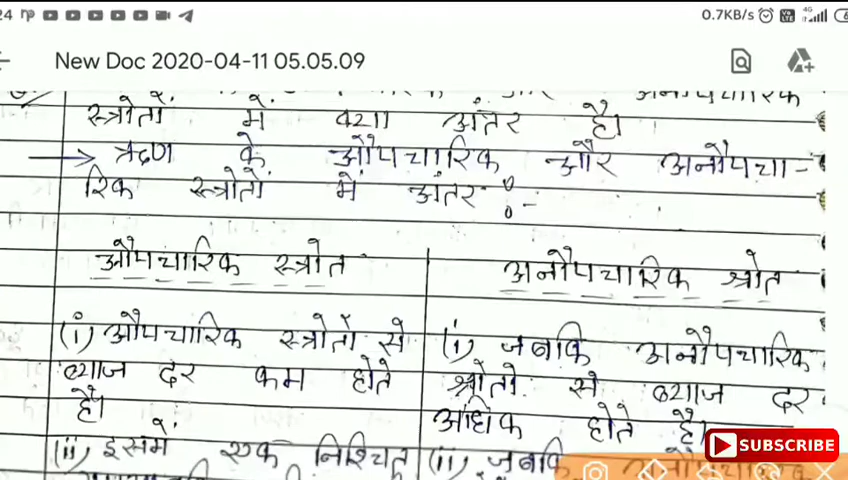 24
0.7KB/s
New Doc 2020-04-11 05.05.09
स्त्रोतों में क्या अंतर है।
ऋण के औपचारिक और अनौपचा-
रिक स्त्रोतों में अंतर :-
औपचारिक स्त्रोत
(i) औपचारिक स्त्रोतों से
ब्याज दर कम होते
है।
(ii) इसमें एक निश्चित
अनौपचारिक श्रोत
(i) जबकि अनौपचारिक
श्रोतो से ब्याज दर
अधिक होते है।
(ii) जबकि
SUBSCRIBE